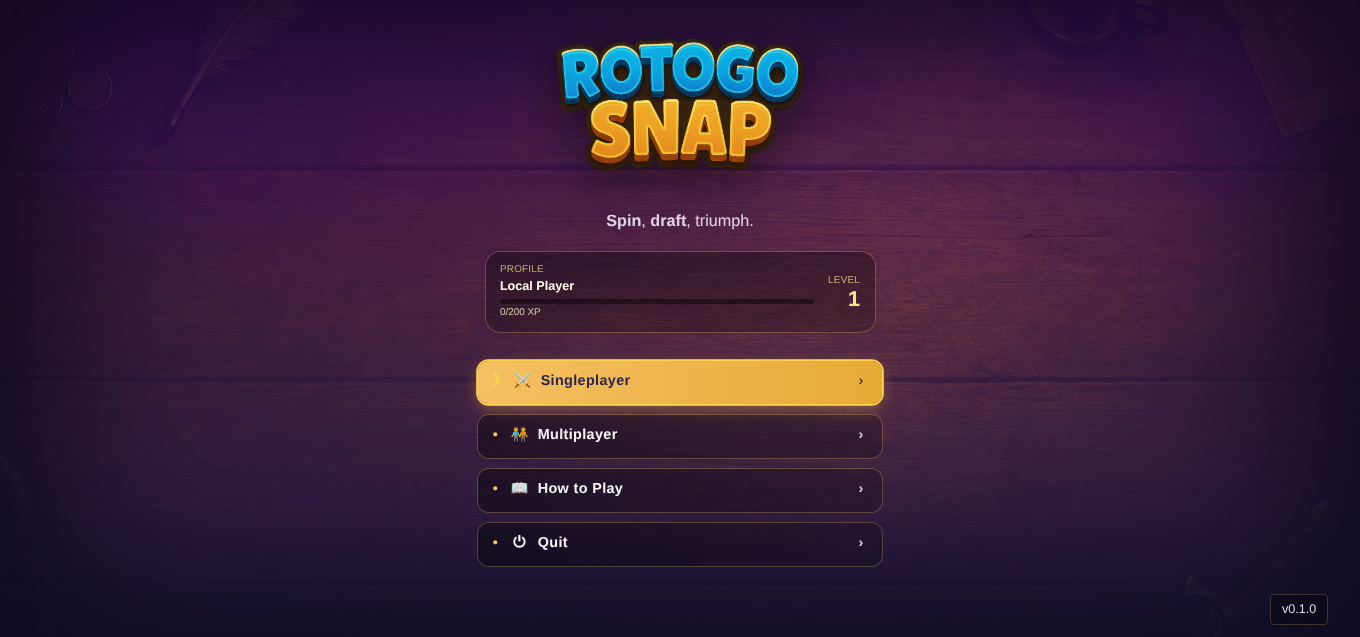 ROTOGO
SNAP
Spin, draft, triumph.
PROFILE
Local Player
0/200 XP
LEVEL
1
Singleplayer
Multiplayer
How to Play
Quit
v0.1.0